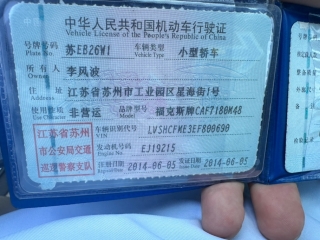 中华人民共和国机动车行驶证
Vehicle License of the People's Republic of China
号牌号码 苏EB26W1 车辆类型 小型轿车
Plate No. Vehicle Type
所有人 李风波
Owner
住址 江苏省苏州市工业园区星海街1号
Address
使用性质 非营运 品牌型号 福克斯牌CAF7180M48
Use Character Model
江苏省苏州 车辆识别代号 LVSHCFME3EF800690
VIN
市公安局交通 发动机号码 EJ19215
Engine No.
巡理警察支队 注册日期 2014-06-05 发证日期 2014-06-05
Register Date Issue Date